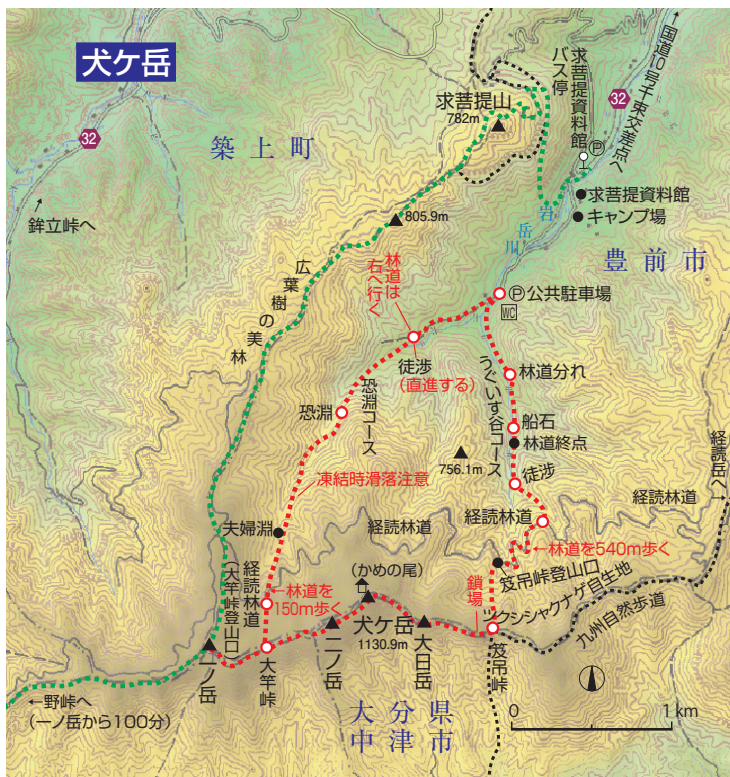 犬ケ岳
32
築上町
鉾立峠へ
求菩提山
782m
805.9m
国道10号千束交差点へ
32
求菩提資料館
バス停
P
求菩提資料館
キャンプ場
岩岳川
豊前市
広葉樹の美林
林道は
右へ行く
P公共駐車場
WC
徒渉
(直進する)
林道分れ
うぐいす谷コース
恐淵
恐淵コース
船石
林道終点
756.1m
徒渉
凍結時滑落注意
経読岳へ
経読林道
経読林道
経読林道
夫婦淵
←林道を540m歩く
笈吊峠登山口
経読林道
(大竿峠登山口)
←林道を
150m歩く
(かめの尾)
鎖場
ツクシシャクナゲ自生地
九州自然歩道
一ノ岳
大竿峠
二ノ岳
犬ケ岳
1130.9m
大日岳
笈吊峠
←野峠へ
(一ノ岳から100分)
大分県
中津市
0
1km